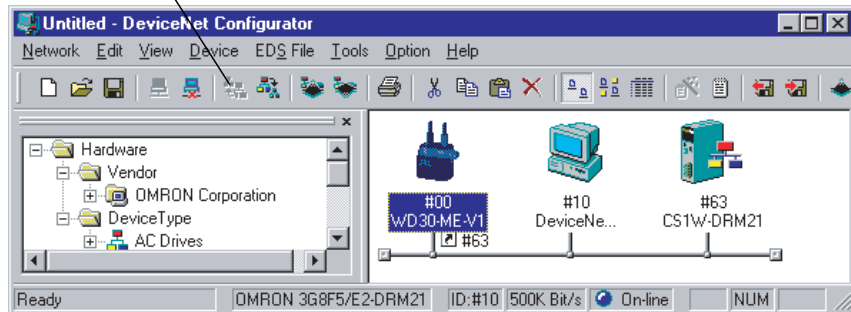 Untitled - DeviceNet Configurator
Network Edit View Device EDS File Tools Option Help
Hardware
Vendor
OMRON Corporation
DeviceType
AC Drives
#00
WD30-ME-V1
#63
#10
DeviceNe...
#63
CS1W-DRM21
Ready OMRON 3G8F5/E2-DRM21 ID:#10 500K Bit/s On-line NUM